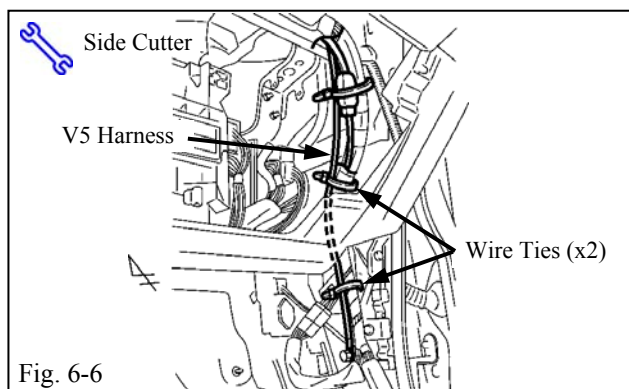 Side Cutter
V5 Harness
Wire Ties (x2)
Fig. 6-6